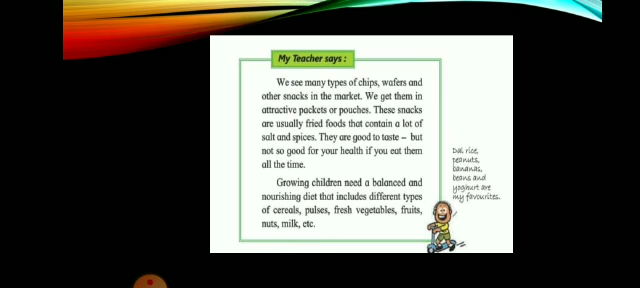 My Teacher says :
We see many types of chips, wafers and
other snacks in the market. We get them in
attractive packets or pouches. These snacks
are usually fried foods that contain a lot of
salt and spices. They are good to taste – but
not so good for your health if you eat them
all the time.
Growing children need a balanced and
nourishing diet that includes different types
of cereals, pulses, fresh vegetables, fruits,
nuts, milk, etc.
Dal rice,
peanuts,
bananas,
beans and
yoghurt are
my favourites.